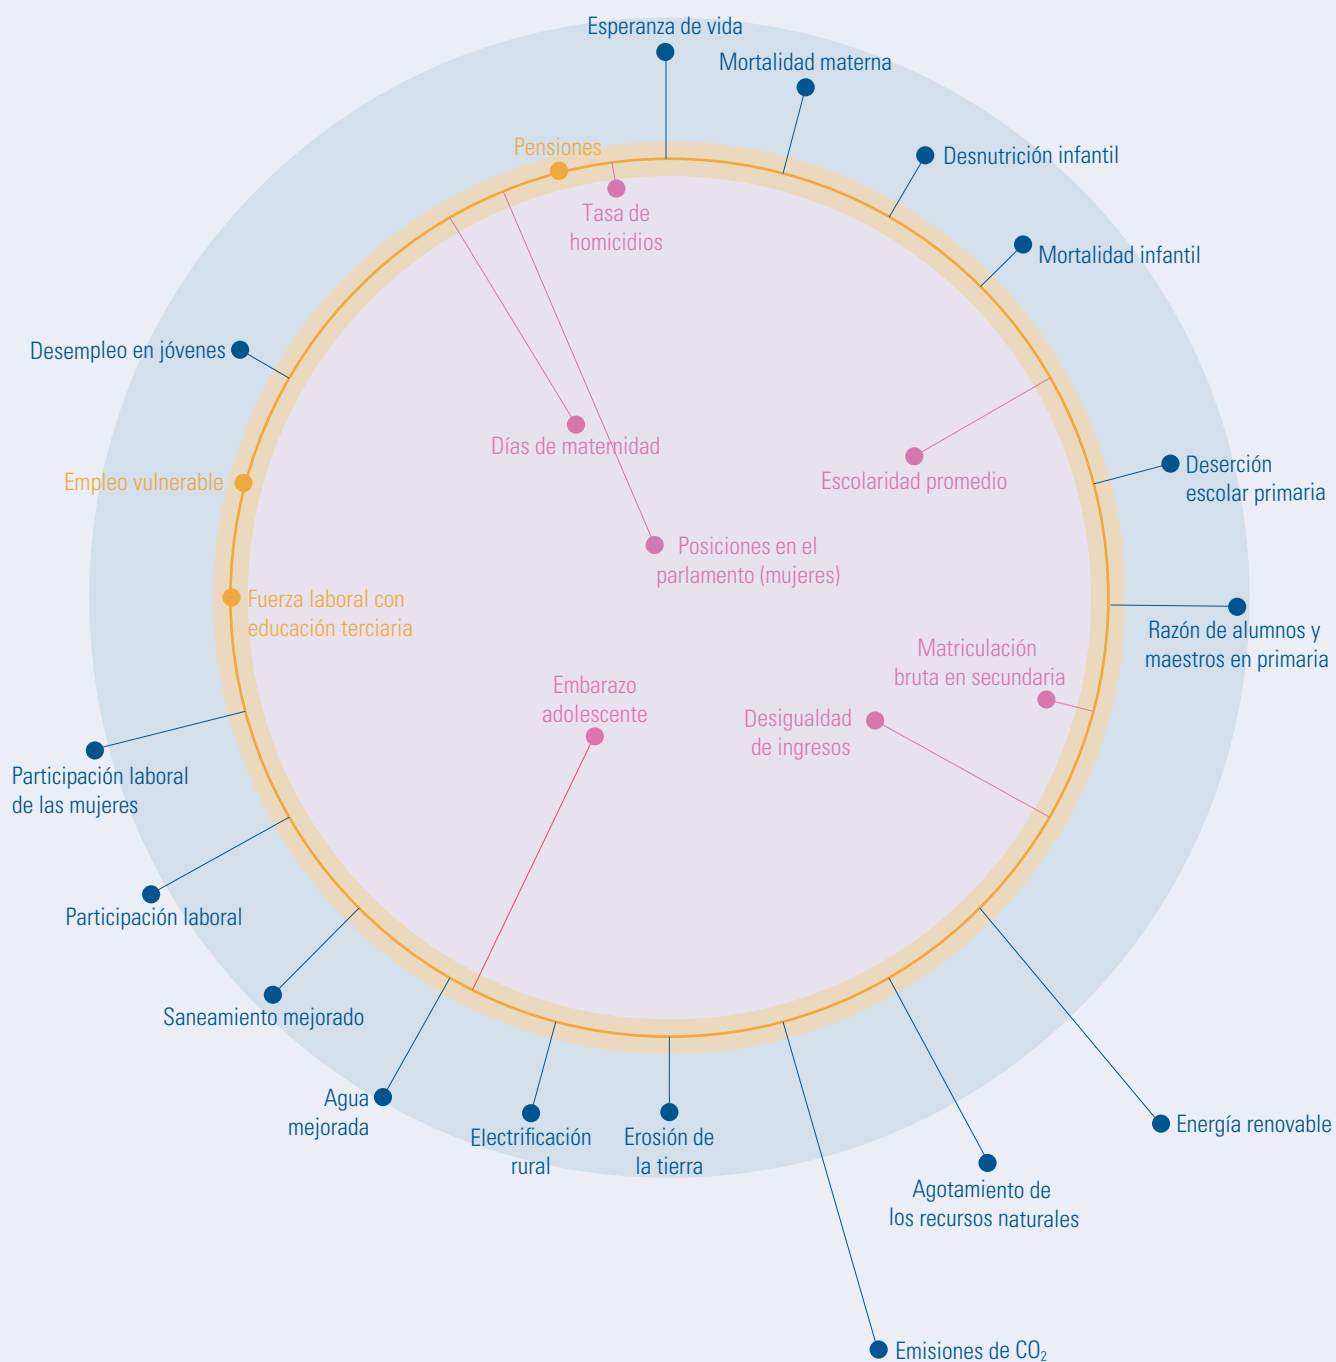 Esperanza de vida
Mortalidad materna
Pensiones
Desnutrición infantil
Tasa de
homicidios
Mortalidad infantil
Desempleo en jóvenes
Días de maternidad
Escolaridad promedio
Deserción
escolar primaria
Empleo vulnerable
Posiciones en el
parlamento (mujeres)
Fuerza laboral con
educación terciaria
Razón de alumnos y
maestros en primaria
Matriculación
bruta en secundaria
Embarazo
adolescente
Desigualdad
de ingresos
Participación laboral
de las mujeres
Participación laboral
Saneamiento mejorado
Agua
mejorada
Electrificación
rural
Erosión de
la tierra
Energía renovable
Agotamiento de
los recursos naturales
Emisiones de CO₂